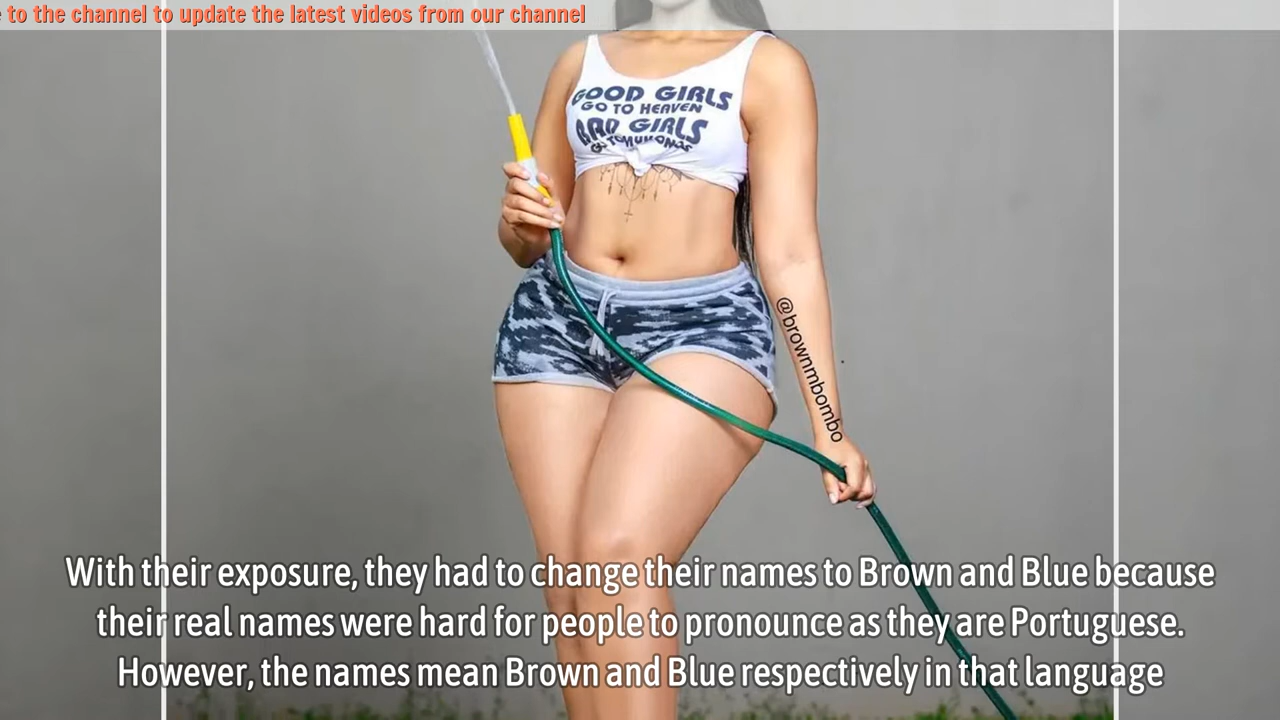 to the channel to update the latest videos from our channel
GOOD GIRLS
GO TO HEAVEN
BAD GIRLS
GO TO
@brownmbombo
With their exposure, they had to change their names to Brown and Blue because
their real names were hard for people to pronounce as they are Portuguese.
However, the names mean Brown and Blue respectively in that language